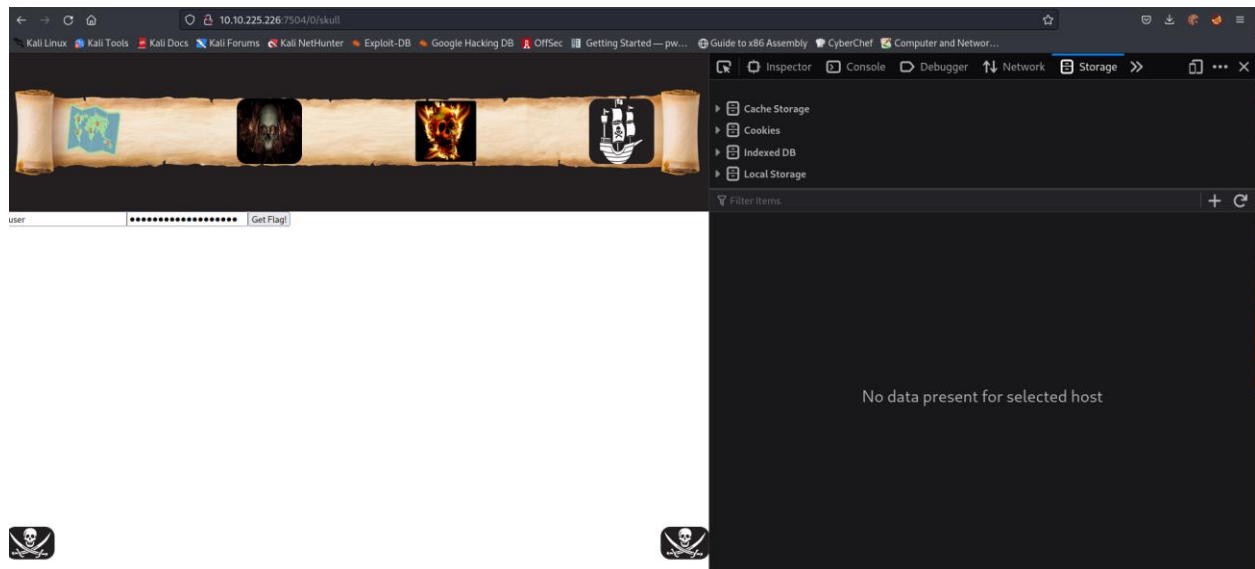 10.10.225.226:7504/0/skull
Kali Linux Kali Tools Kali Docs Kali Forums Kali NetHunter Exploit-DB Google Hacking DB OffSec Getting Started — pw... Guide to x86 Assembly CyberChef Computer and Networ...
Inspector Console Debugger Network Storage
Cache Storage
Cookies
Indexed DB
Local Storage
Filter Items
user ••••••••••••••••••• Get Flag!
No data present for selected host